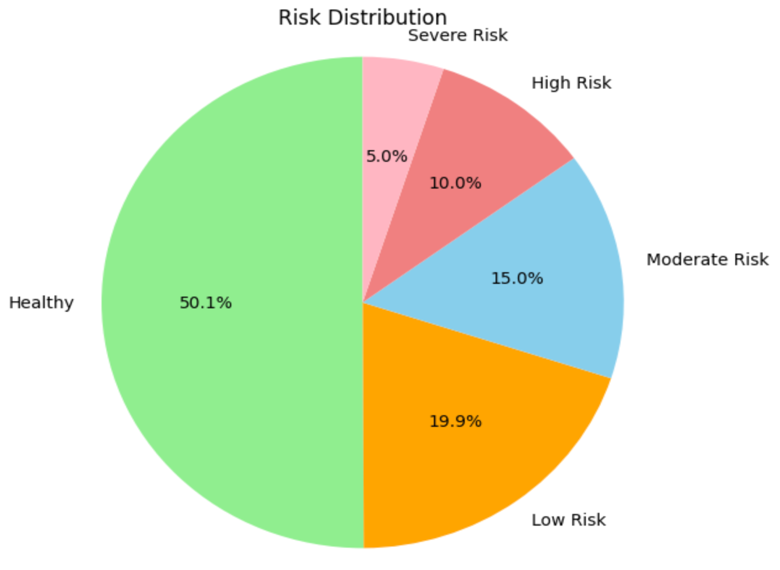 Risk Distribution
Severe Risk
High Risk
5.0%
10.0%
Moderate Risk
15.0%
Healthy
50.1%
19.9%
Low Risk